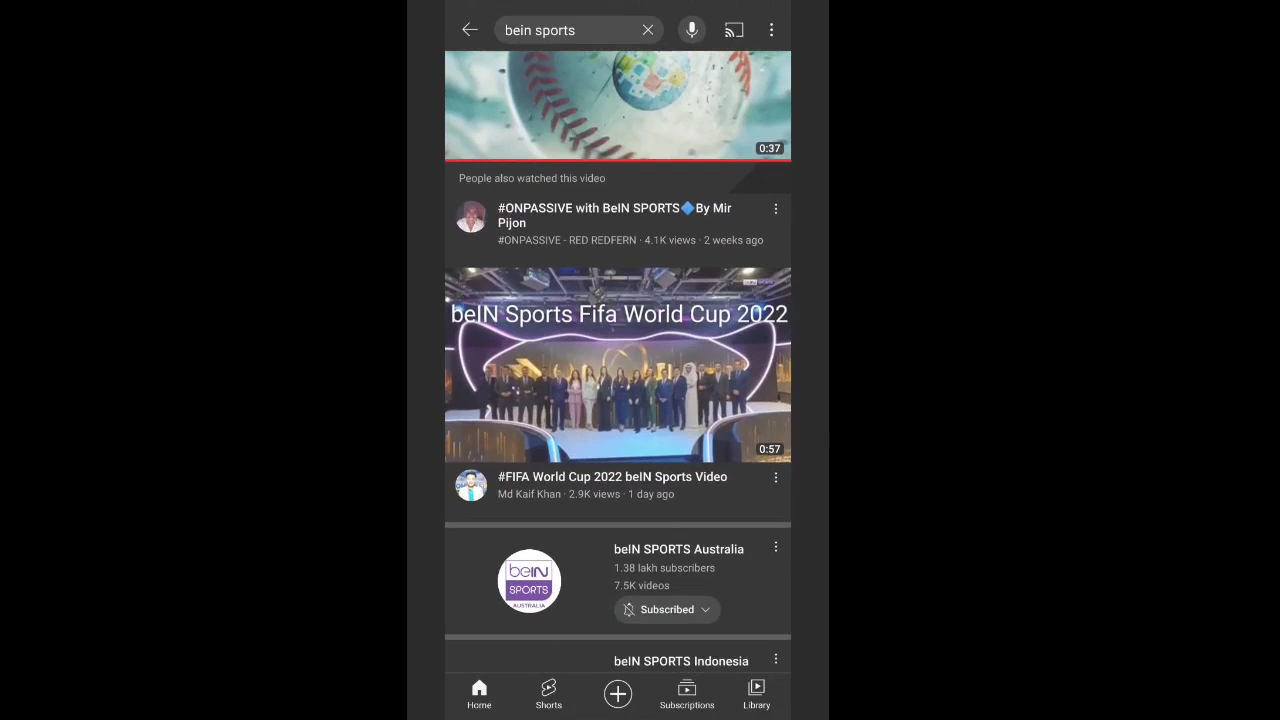 bein sports
0:37
People also watched this video
#ONPASSIVE with BeIN SPORTS🔷By Mir
Pijon
#ONPASSIVE - RED REDFERN · 4.1K views · 2 weeks ago
beIN Sports Fifa World Cup 2022
0:57
#FIFA World Cup 2022 beIN Sports Video
Md Kaif Khan · 2.9K views · 1 day ago
beIN
SPORTS
AUSTRALIA
beIN SPORTS Australia
1.38 lakh subscribers
7.5K videos
Subscribed
beIN SPORTS Indonesia
Home
Shorts
Subscriptions
Library